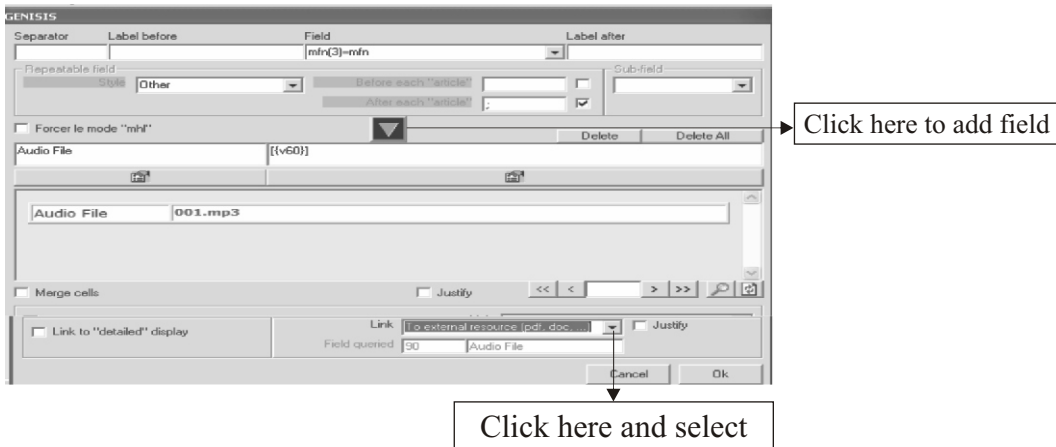 GENISIS
Separator Label before Field Label after
mfn(3)=mfn
Repeatable field Sub-field
Style Other Before each "article"
After each "article" ;
Click here to add field
Forcer le mode "mhl" Delete Delete All
Audio File [{v60}]
Audio File 001.mp3
Merge cells Justify << < > >>
Link to "detailed" display Link To external resource (pdf, doc, ...) Justify
Field queried 90 Audio File
Cancel Ok
Click here and select